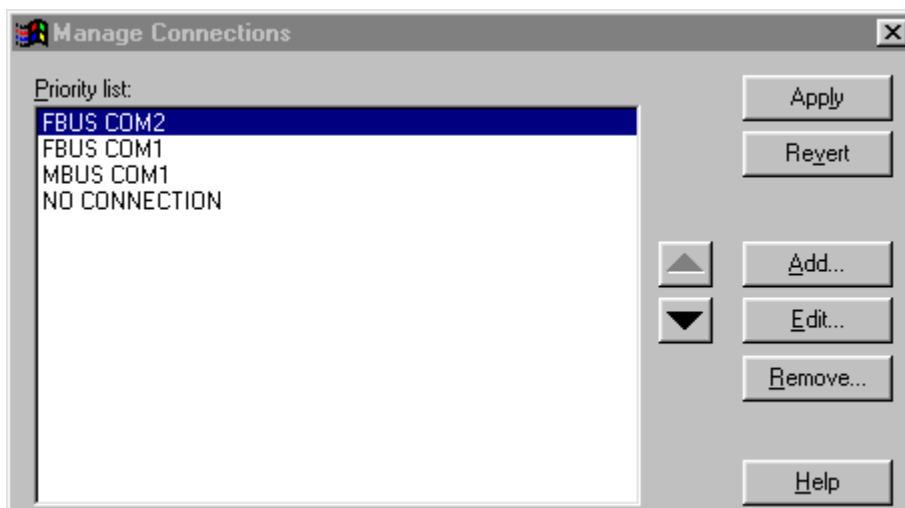 Manage Connections
Priority list:
FBUS COM2
FBUS COM1
MBUS COM1
NO CONNECTION
Apply
Revert
Add...
Edit...
Remove...
Help